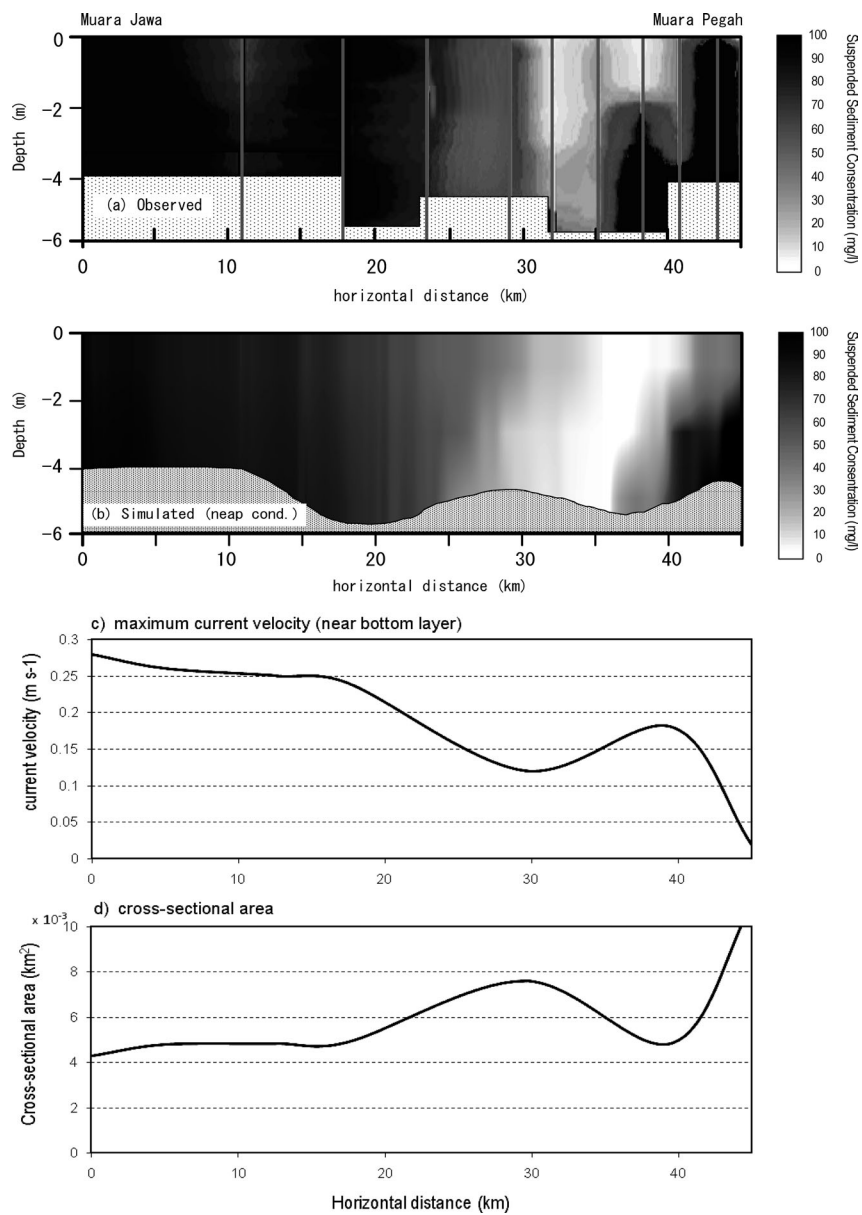 Muara Jawa Muara Pegah
0
-2
-4
-6
Depth (m)
(a) Observed
0 10 20 30 40
horizontal distance (km)
100
90
80
70
60
50
40
30
20
10
0
Suspended Sediment Consentration (mg/l)
0
-2
-4
-6
Depth (m)
(b) Simulated (neap cond.)
0 10 20 30 40
horizontal distance (km)
100
90
80
70
60
50
40
30
20
10
0
Suspended Sediment Consentration (mg/l)
c) maximum current velocity (near bottom layer)
0.3
0.25
0.2
0.15
0.1
0.05
0
current velocity (m s-1)
0 10 20 30 40
x 10-3
d) cross-sectional area
10
8
6
4
2
0
Cross-sectional area (km2)
0 10 20 30 40
Horizontal distance (km)